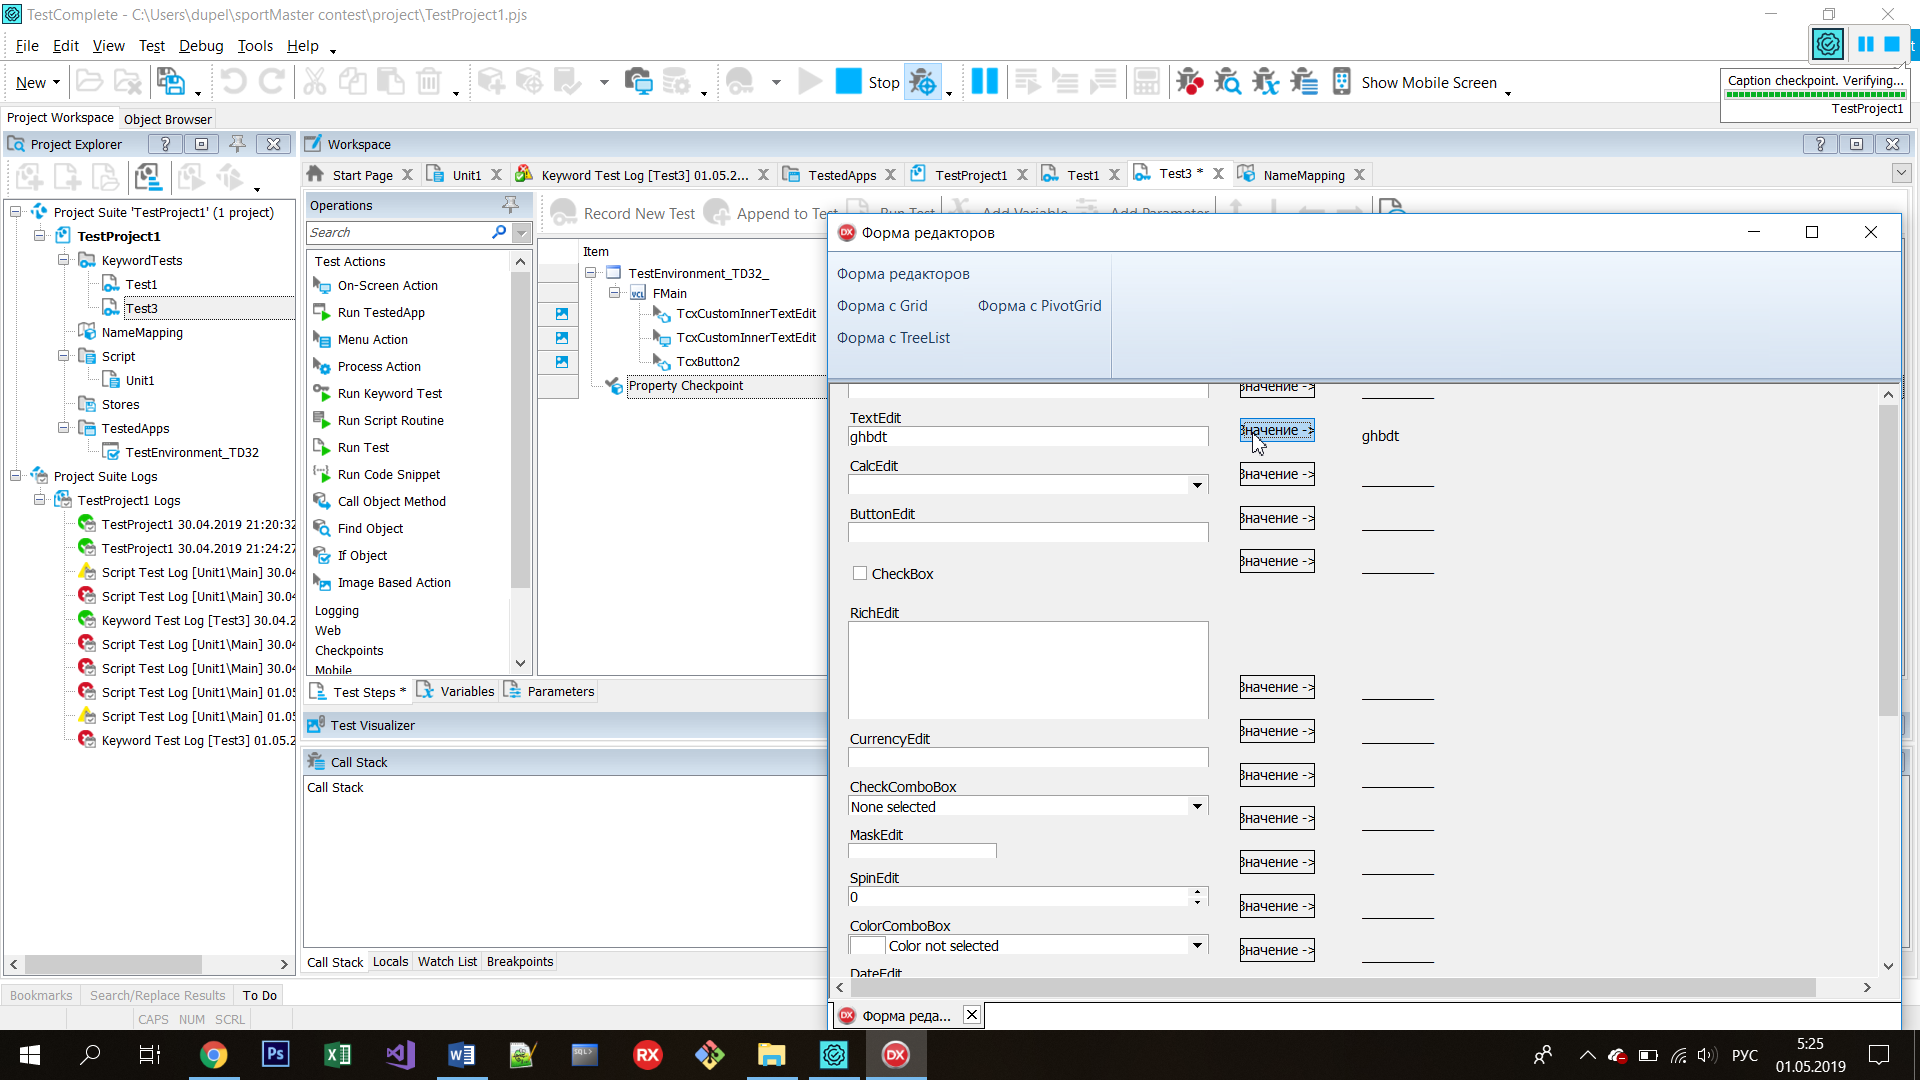 TestComplete - C:\Users\dupel\sportMaster contest\project\TestProject1.pjs
File Edit View Test Debug Tools Help
New Stop Show Mobile Screen
Caption checkpoint. Verifying...
TestProject1
Project Workspace Object Browser
Project Explorer
Workspace
Start Page Unit1 Keyword Test Log [Test3] 01.05.2... TestedApps TestProject1 Test1 Test3 * NameMapping
Project Suite 'TestProject1' (1 project)
TestProject1
KeywordTests
Test1
Test3
NameMapping
Script
Unit1
Stores
TestedApps
TestEnvironment_TD32
Project Suite Logs
TestProject1 Logs
TestProject1 30.04.2019 21:20:32
TestProject1 30.04.2019 21:24:27
Script Test Log [Unit1\Main] 30.04
Script Test Log [Unit1\Main] 30.04
Keyword Test Log [Test3] 30.04.2
Script Test Log [Unit1\Main] 30.04
Script Test Log [Unit1\Main] 30.04
Script Test Log [Unit1\Main] 01.05
Script Test Log [Unit1\Main] 01.05
Keyword Test Log [Test3] 01.05.2
Operations
Search
Test Actions
On-Screen Action
Run TestedApp
Menu Action
Process Action
Run Keyword Test
Run Script Routine
Run Test
Run Code Snippet
Call Object Method
Find Object
If Object
Image Based Action
Logging
Web
Checkpoints
Mobile
Record New Test Append to Test Run Test Add Variable Add Parameter
Item
TestEnvironment_TD32_
FMain
TcxCustomInnerTextEdit
TcxCustomInnerTextEdit
TcxButton2
Property Checkpoint
Test Steps * Variables Parameters
Test Visualizer
Call Stack
Call Stack
Call Stack Locals Watch List Breakpoints
Bookmarks Search/Replace Results To Do
CAPS NUM SCRL
Форма редакторов
Форма редакторов
Форма с Grid Форма с PivotGrid
Форма с TreeList
Значение ->
TextEdit
ghbdt Значение -> ghbdt
CalcEdit
Значение ->
ButtonEdit
Значение ->
CheckBox Значение ->
RichEdit
Значение ->
CurrencyEdit Значение ->
CheckComboBox Значение ->
None selected
MaskEdit Значение ->
SpinEdit Значение ->
0 Значение ->
ColorComboBox
Color not selected Значение ->
DateEdit
Форма реда...
РУС
5:25
01.05.2019